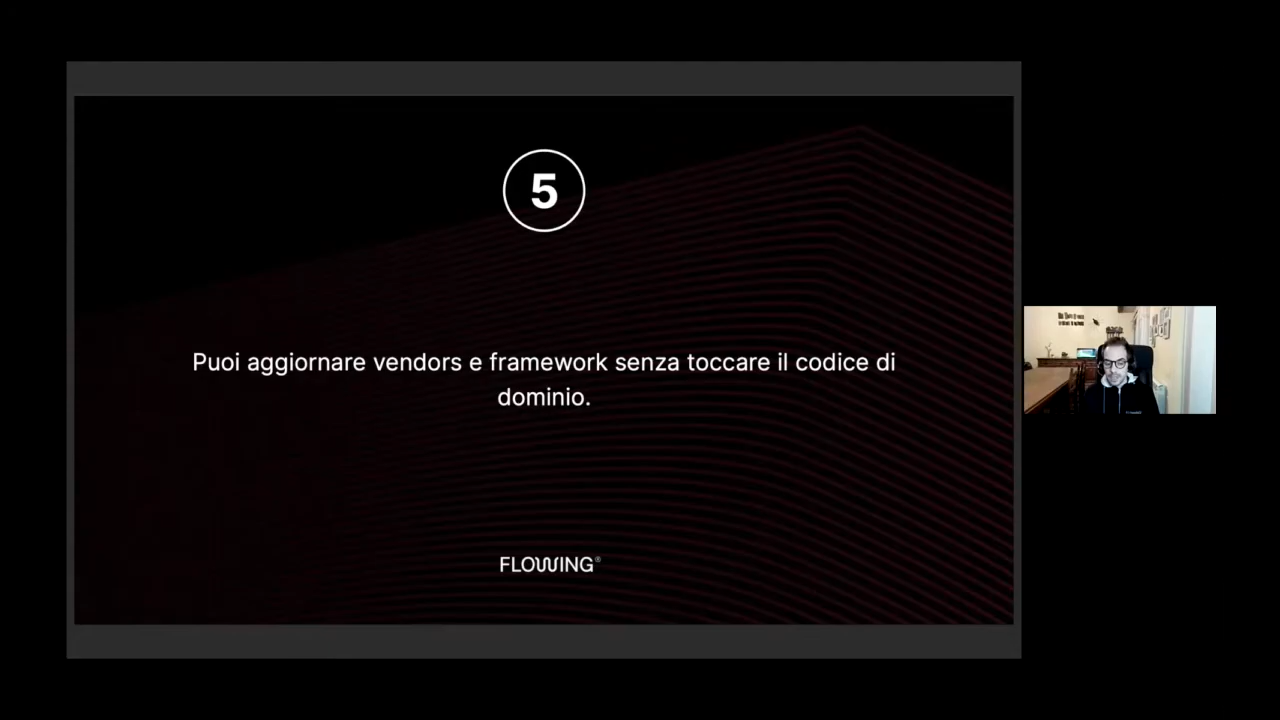 5
Puoi aggiornare vendors e framework senza toccare il codice di
dominio.
FLOWING®